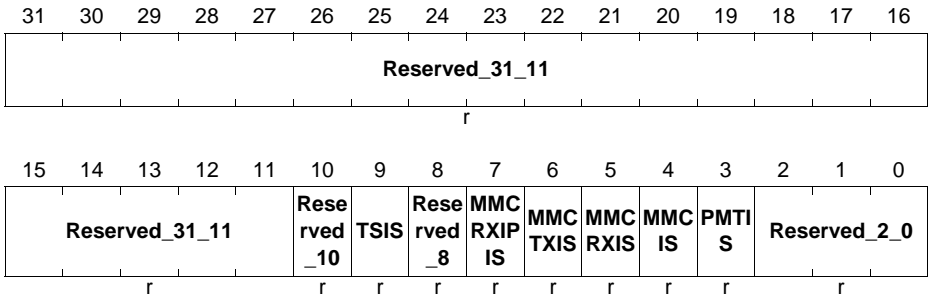 31 30 29 28 27 26 25 24 23 22 21 20 19 18 17 16
Reserved_31_11
r
15 14 13 12 11 10 9 8 7 6 5 4 3 2 1 0
Rese Rese MMC
Reserved_31_11 rved TSIS rved RXIP MMC MMC MMC PMTI Reserved_2_0
_10 _8 IS TXIS RXIS IS S
r r r r r r r r r r